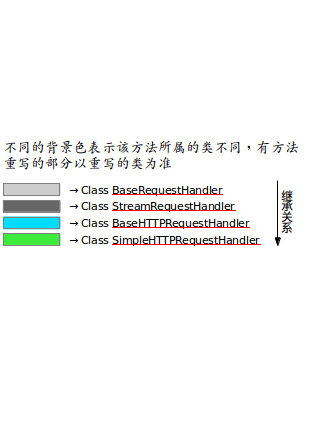 不同的背景色表示该方法所属的类不同，有方法
重写的部分以重写的类为准
→ Class BaseRequestHandler
→ Class StreamRequestHandler
→ Class BaseHTTPRequestHandler
→ Class SimpleHTTPRequestHandler
继承关系